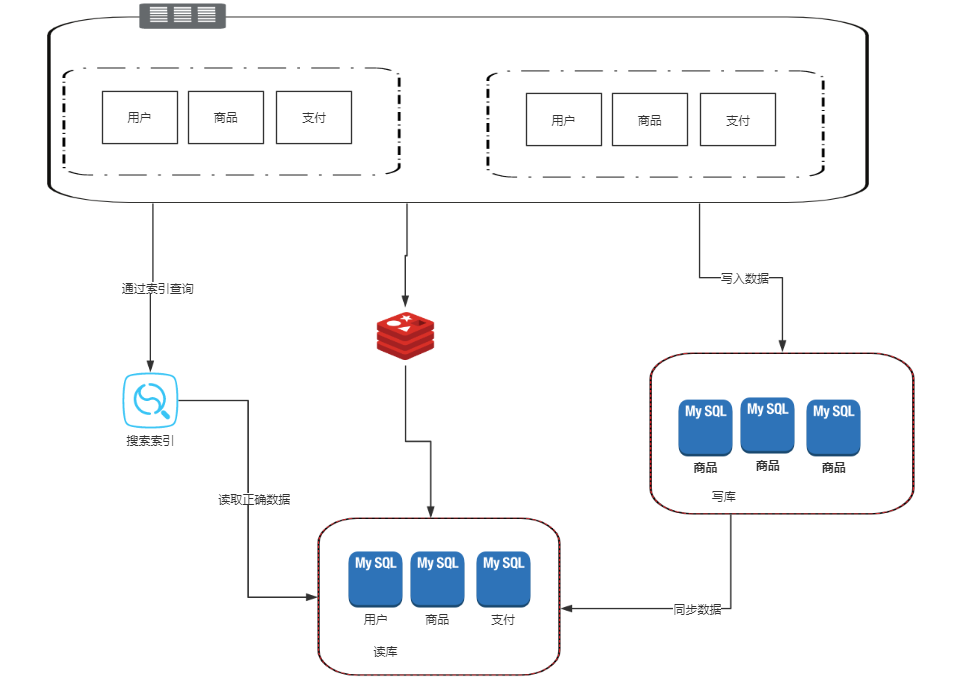 用户
商品
支付
用户
商品
支付
通过索引查询
写入数据
搜索索引
My SQL
My SQL
My SQL
商品
商品
商品
写库
读取正确数据
My SQL
My SQL
My SQL
用户
商品
支付
读库
同步数据